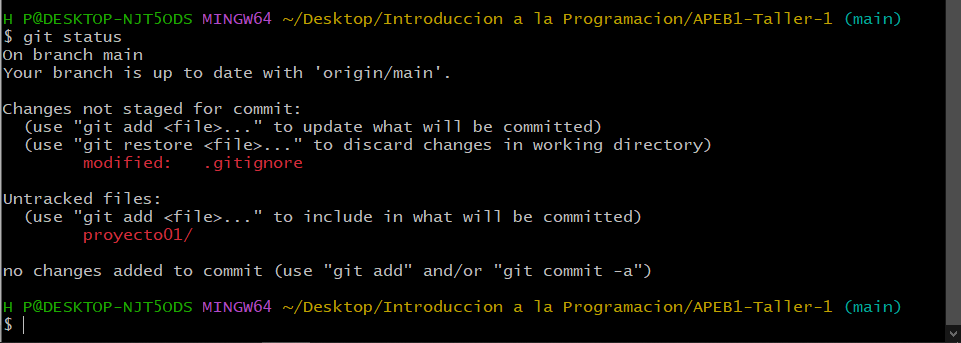 H P@DESKTOP-NJT5ODS MINGW64 ~/Desktop/Introduccion a la Programacion/APEB1-Taller-1 (main)
$ git status
On branch main
Your branch is up to date with 'origin/main'.

Changes not staged for commit:
  (use "git add <file>..." to update what will be committed)
  (use "git restore <file>..." to discard changes in working directory)
        modified:   .gitignore

Untracked files:
  (use "git add <file>..." to include in what will be committed)
        proyecto01/

no changes added to commit (use "git add" and/or "git commit -a")

H P@DESKTOP-NJT5ODS MINGW64 ~/Desktop/Introduccion a la Programacion/APEB1-Taller-1 (main)
$